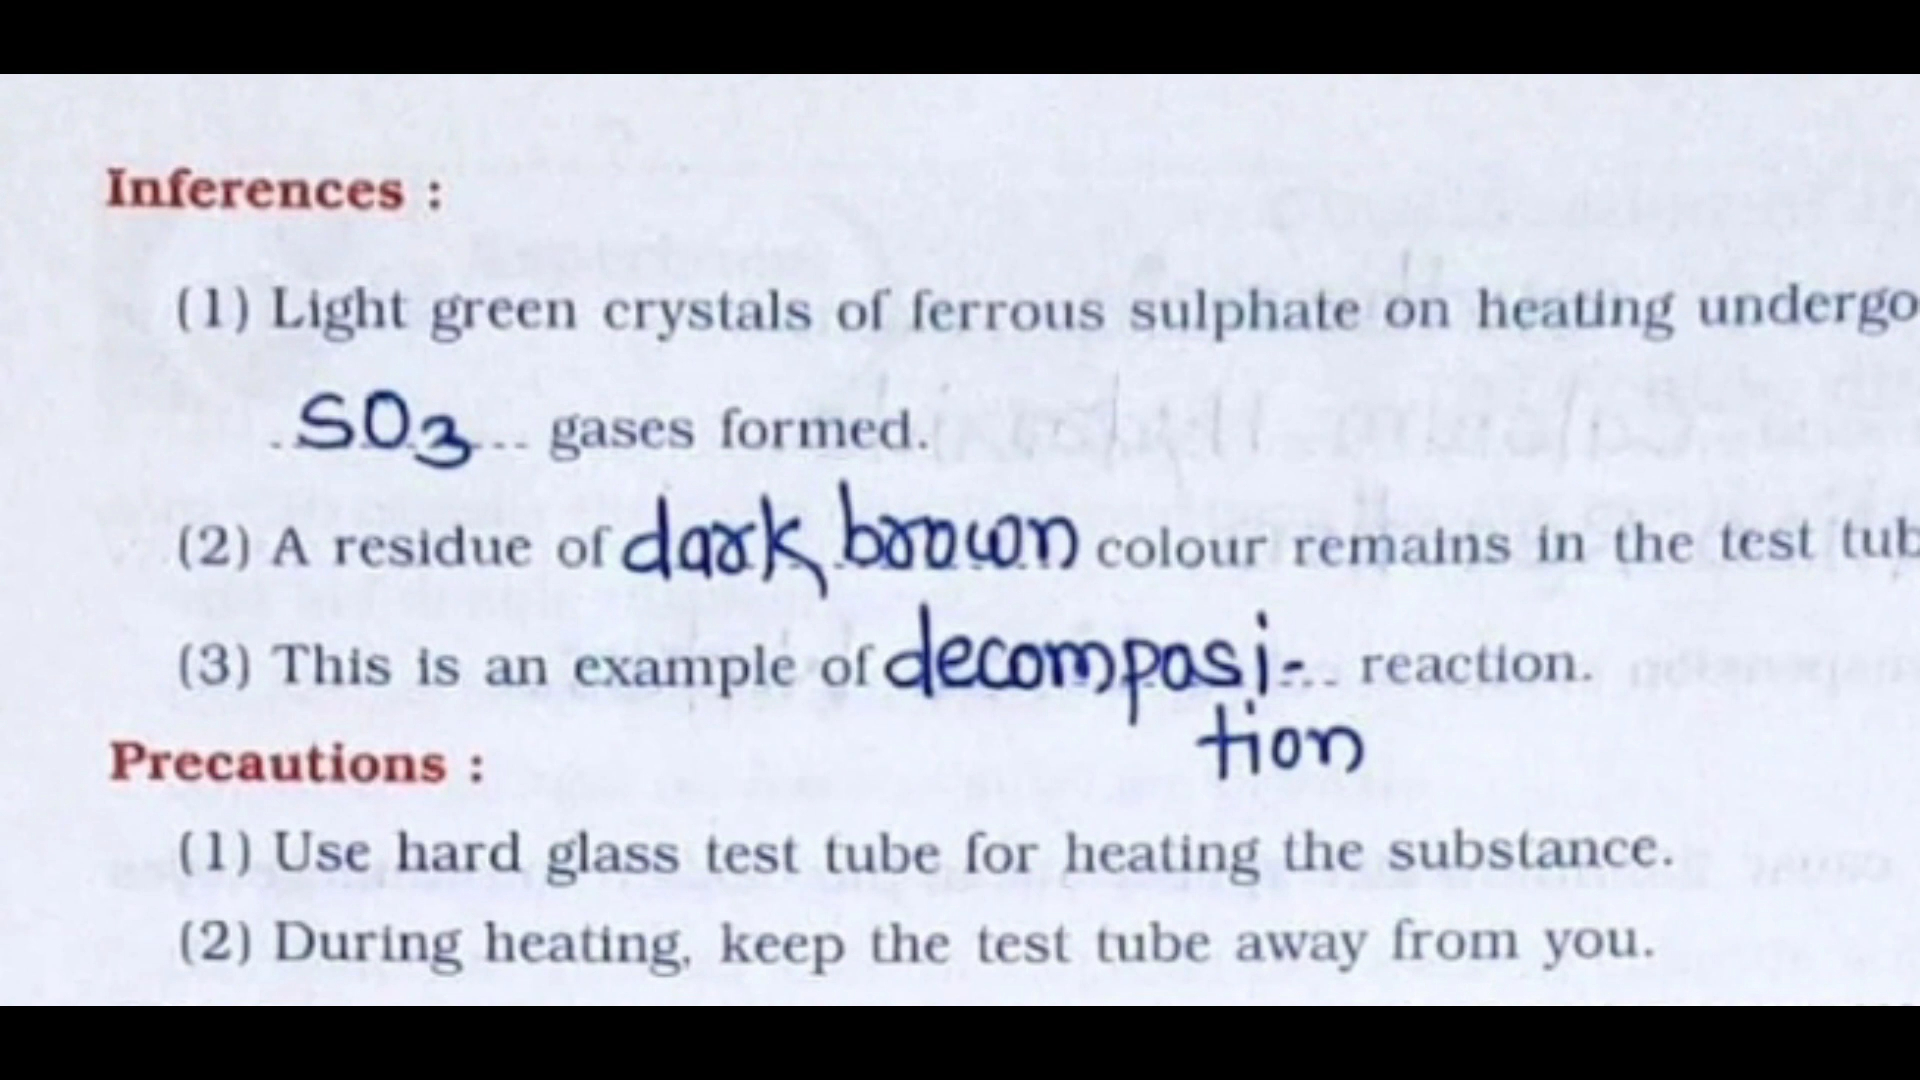 Inferences :
(1) Light green crystals of ferrous sulphate on heating undergo
SO3 gases formed.
(2) A residue of dark brown colour remains in the test tub
(3) This is an example of decomposi- reaction.
tion
Precautions :
(1) Use hard glass test tube for heating the substance.
(2) During heating, keep the test tube away from you.